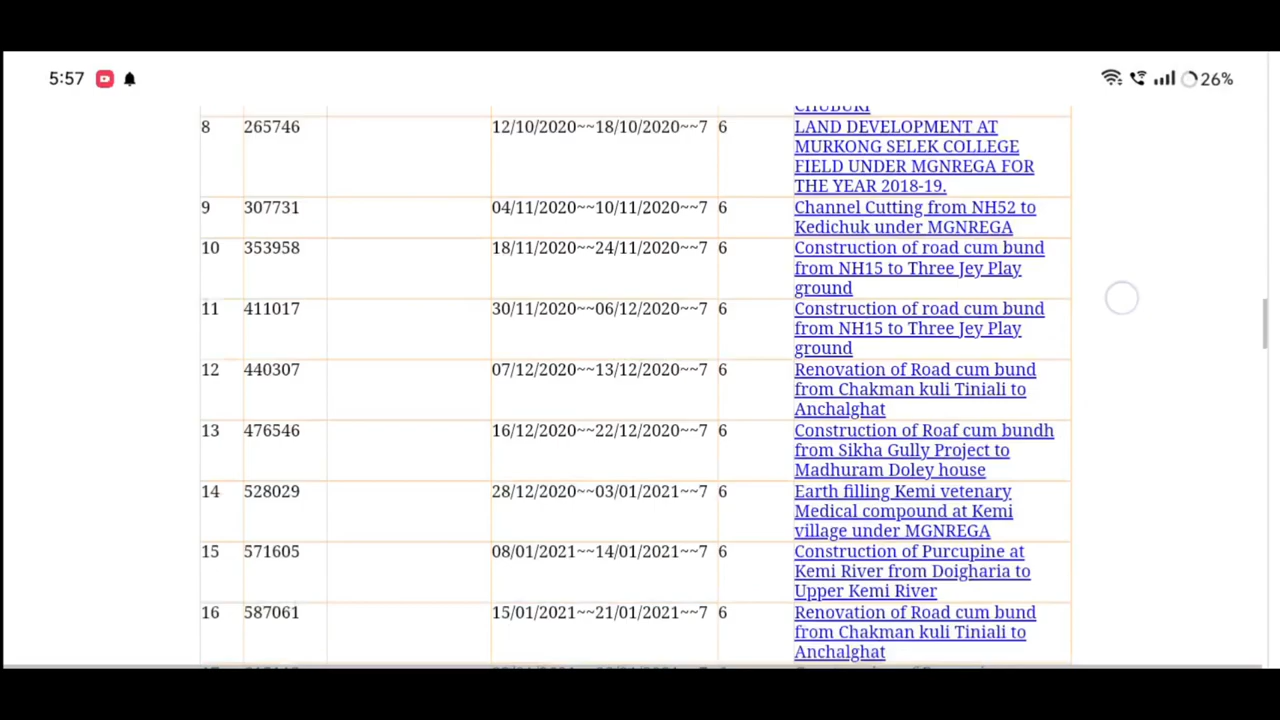 5:57 26%
CHUBURI
8 265746 12/10/2020~~18/10/2020~~7 6 LAND DEVELOPMENT AT
MURKONG SELEK COLLEGE
FIELD UNDER MGNREGA FOR
THE YEAR 2018-19.
9 307731 04/11/2020~~10/11/2020~~7 6 Channel Cutting from NH52 to
Kedichuk under MGNREGA
10 353958 18/11/2020~~24/11/2020~~7 6 Construction of road cum bund
from NH15 to Three Jey Play
ground
11 411017 30/11/2020~~06/12/2020~~7 6 Construction of road cum bund
from NH15 to Three Jey Play
ground
12 440307 07/12/2020~~13/12/2020~~7 6 Renovation of Road cum bund
from Chakman kuli Tiniali to
Anchalghat
13 476546 16/12/2020~~22/12/2020~~7 6 Construction of Roaf cum bundh
from Sikha Gully Project to
Madhuram Doley house
14 528029 28/12/2020~~03/01/2021~~7 6 Earth filling Kemi vetenary
Medical compound at Kemi
village under MGNREGA
15 571605 08/01/2021~~14/01/2021~~7 6 Construction of Purcupine at
Kemi River from Doigharia to
Upper Kemi River
16 587061 15/01/2021~~21/01/2021~~7 6 Renovation of Road cum bund
from Chakman kuli Tiniali to
Anchalghat